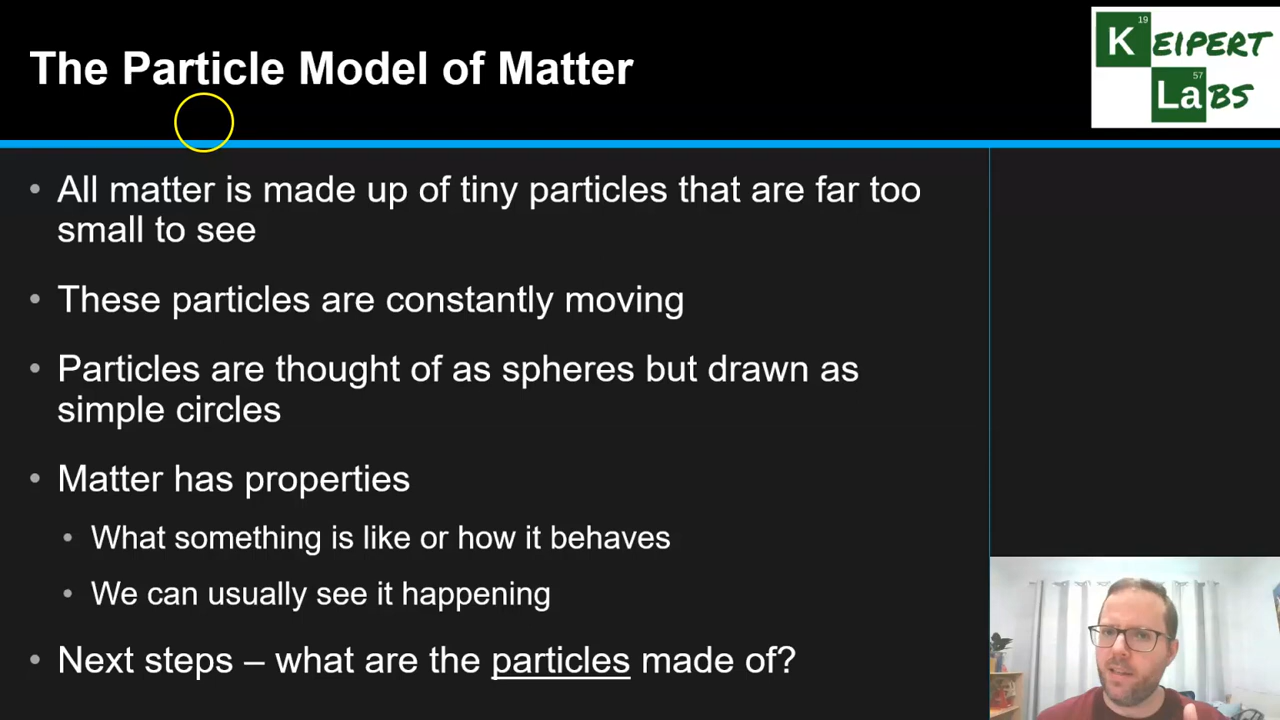 The Particle Model of Matter
19
KEIPERT
57
LaBS
• All matter is made up of tiny particles that are far too
small to see
• These particles are constantly moving
• Particles are thought of as spheres but drawn as
simple circles
• Matter has properties
• What something is like or how it behaves
• We can usually see it happening
• Next steps – what are the particles made of?